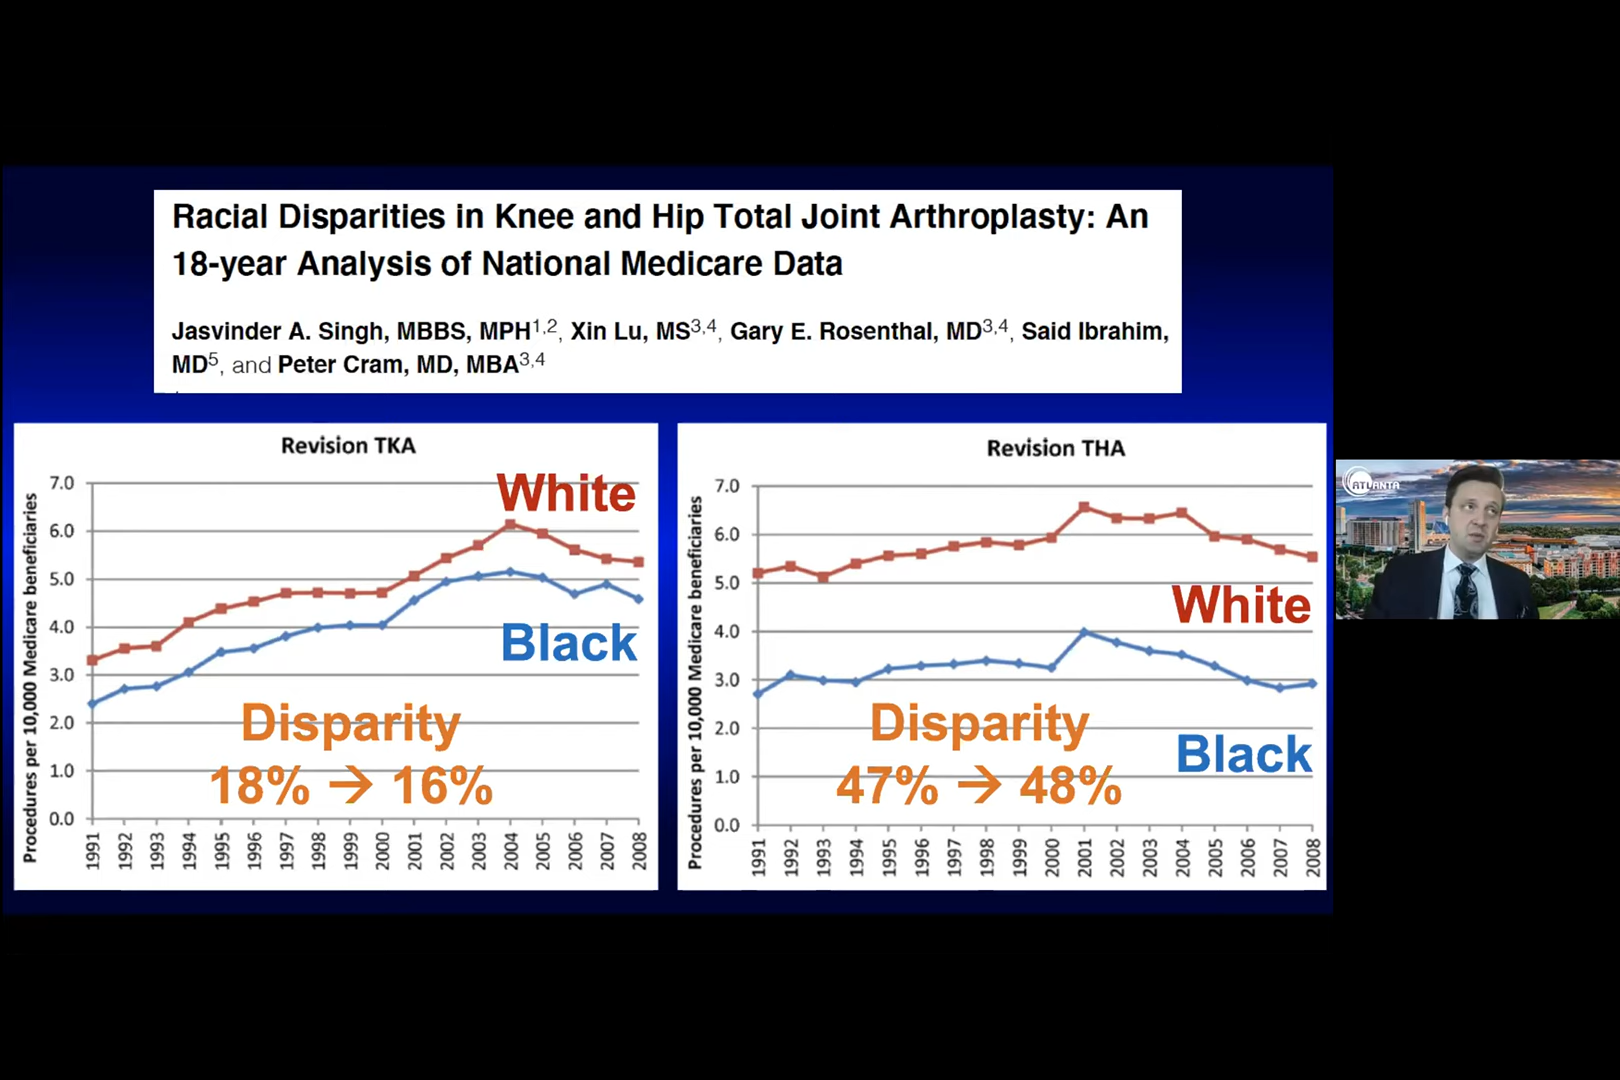 Racial Disparities in Knee and Hip Total Joint Arthroplasty: An
18-year Analysis of National Medicare Data
Jasvinder A. Singh, MBBS, MPH1,2, Xin Lu, MS3,4, Gary E. Rosenthal, MD3,4, Said Ibrahim,
MD5, and Peter Cram, MD, MBA3,4
Revision TKA
Procedures per 10,000 Medicare beneficiaries
7.0
6.0
5.0
4.0
3.0
2.0
1.0
0.0
White
Black
Disparity
18% → 16%
1991 1992 1993 1994 1995 1996 1997 1998 1999 2000 2001 2002 2003 2004 2005 2006 2007 2008
Revision THA
Procedures per 10,000 Medicare beneficiaries
7.0
6.0
5.0
4.0
3.0
2.0
1.0
0.0
White
Black
Disparity
47% → 48%
1991 1992 1993 1994 1995 1996 1997 1998 1999 2000 2001 2002 2003 2004 2005 2006 2007 2008
ATLANTA